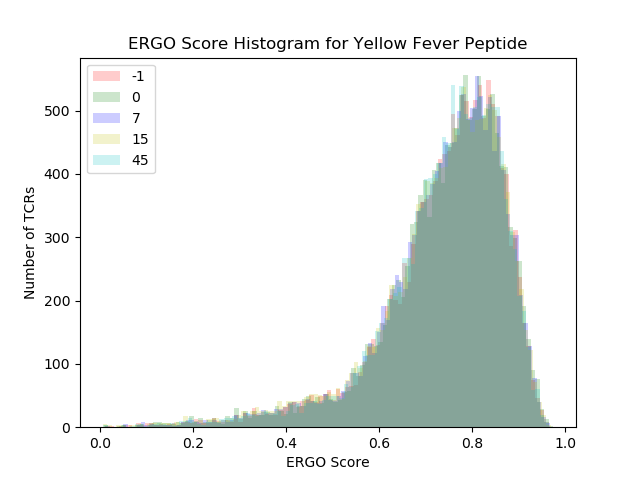 ERGO Score Histogram for Yellow Fever Peptide
-1
0
7
15
45
Number of TCRs
500
400
300
200
100
0
0.0 0.2 0.4 0.6 0.8 1.0
ERGO Score